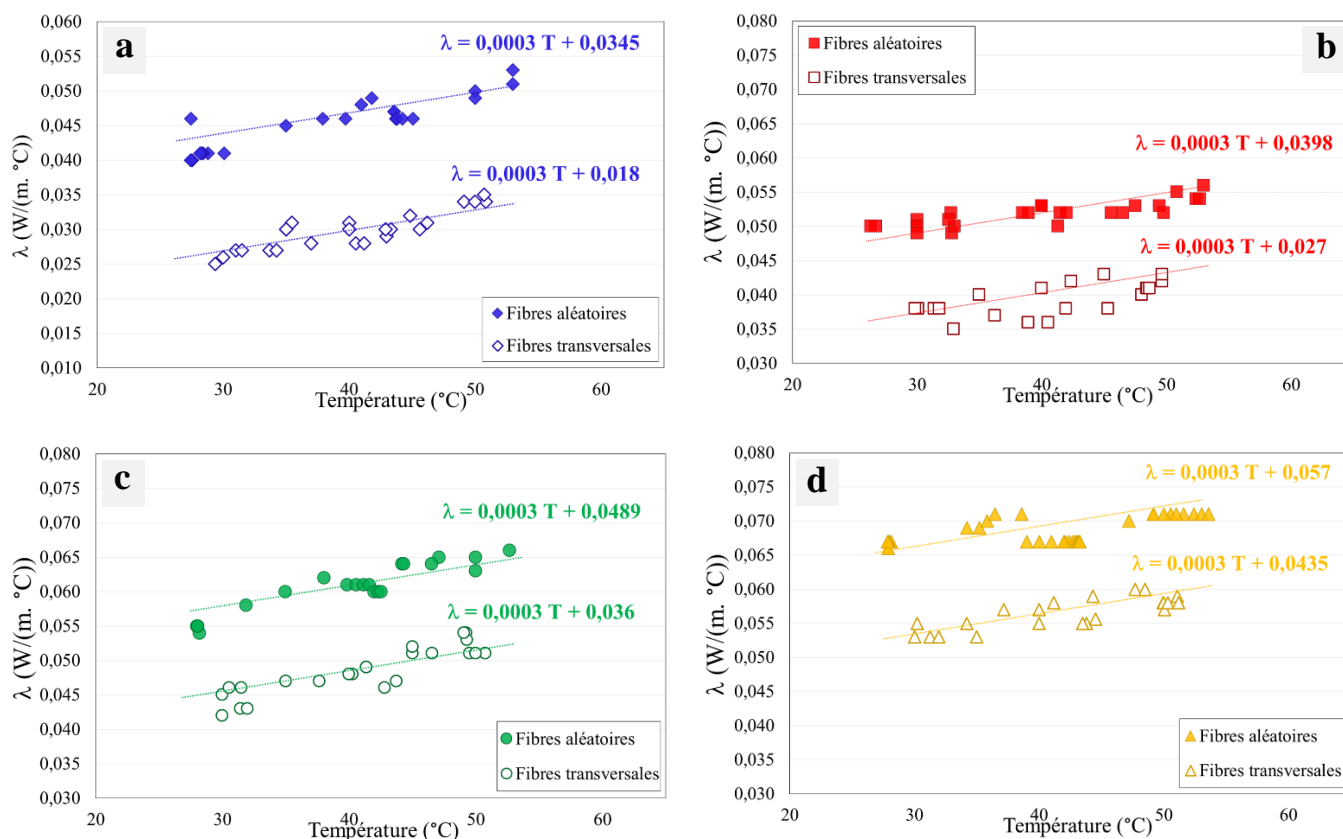 a
λ = 0,0003 T + 0,0345
λ = 0,0003 T + 0,018
Fibres aléatoires
Fibres transversales
λ (W/(m. °C))
0,060
0,055
0,050
0,045
0,040
0,035
0,030
0,025
0,020
0,015
0,010
20 30 40 50 60
Température (°C)
b
Fibres aléatoires
Fibres transversales
λ = 0,0003 T + 0,0398
λ = 0,0003 T + 0,027
λ (W/(m. °C))
0,080
0,075
0,070
0,065
0,060
0,055
0,050
0,045
0,040
0,035
0,030
20 30 40 50 60
Température (°C)
c
λ = 0,0003 T + 0,0489
λ = 0,0003 T + 0,036
Fibres aléatoires
Fibres transversales
λ (W/(m. °C))
0,080
0,075
0,070
0,065
0,060
0,055
0,050
0,045
0,040
0,035
0,030
20 30 40 50 60
Température (°C)
d
λ = 0,0003 T + 0,057
λ = 0,0003 T + 0,0435
Fibres aléatoires
Fibres transversales
λ (W/(m. °C))
0,080
0,075
0,070
0,065
0,060
0,055
0,050
0,045
0,040
0,035
0,030
20 30 40 50 60
Température (°C)